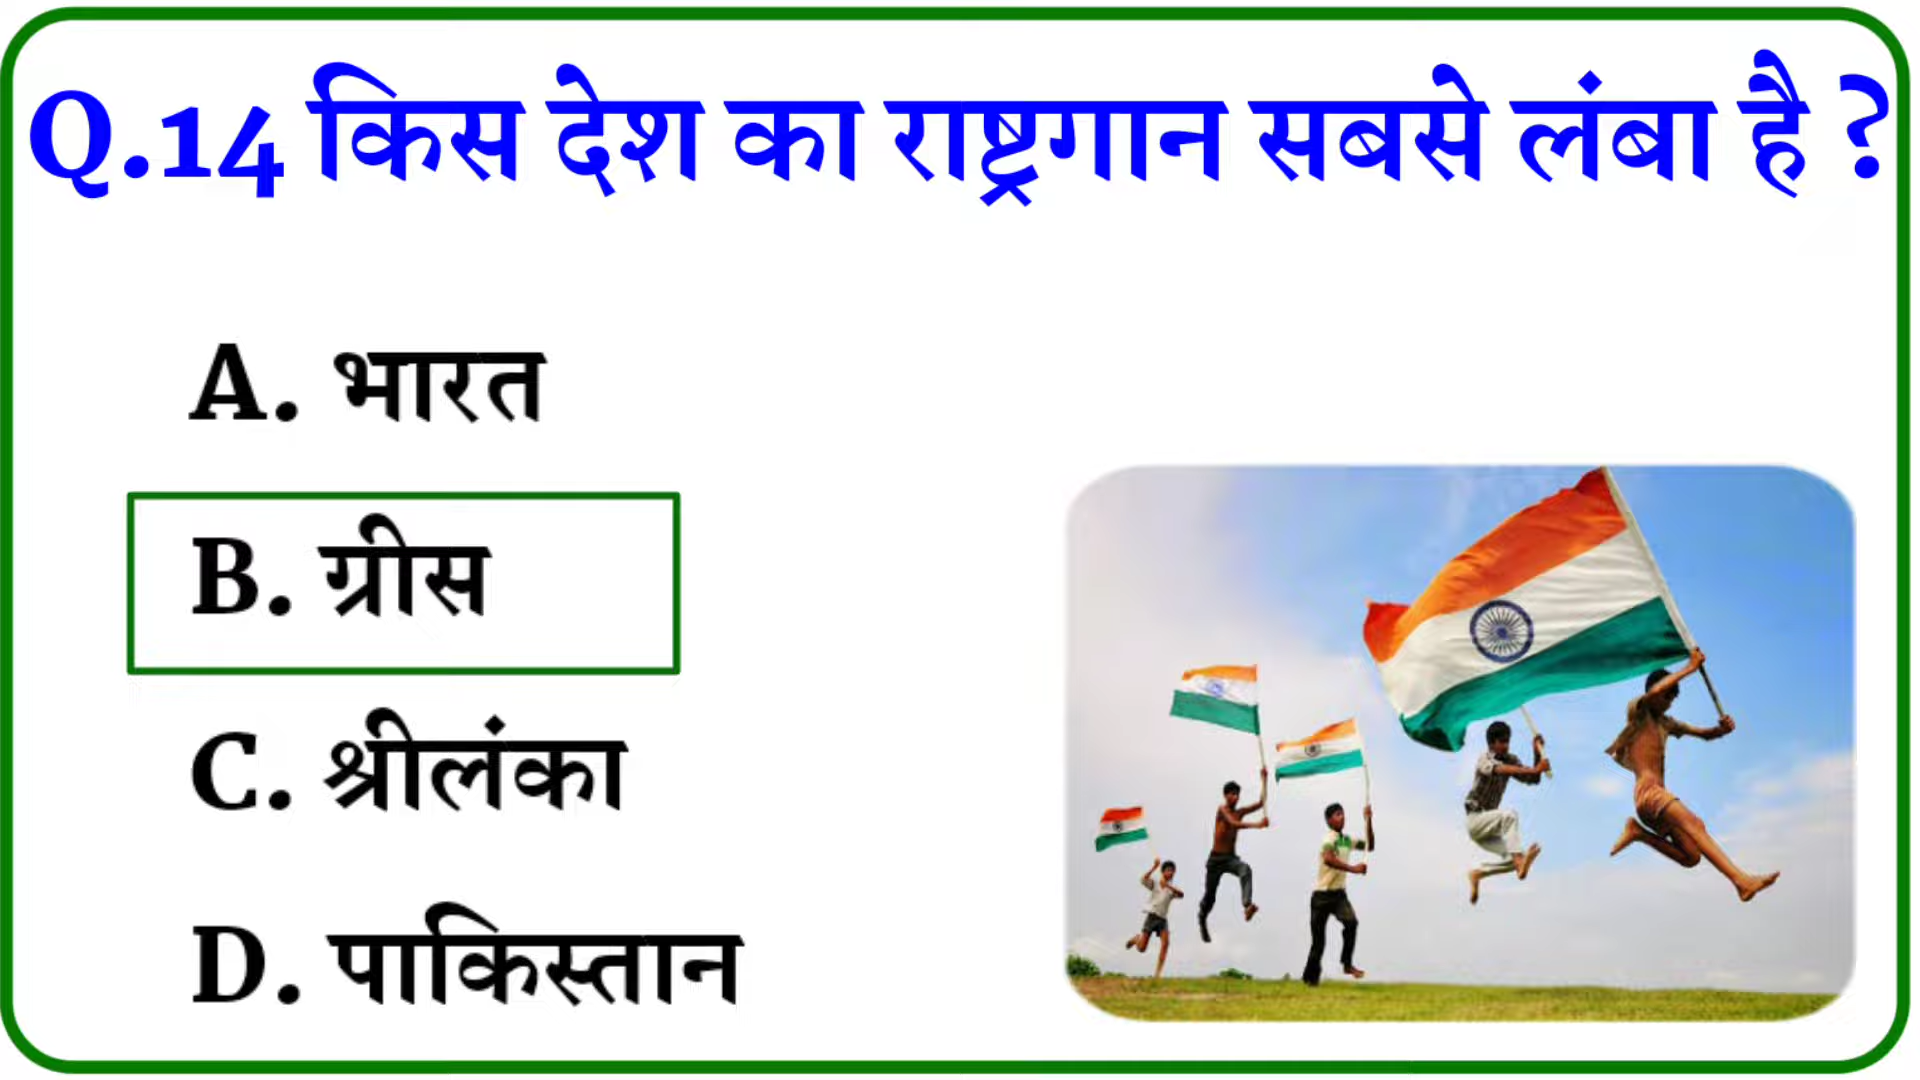 Q.14 किस देश का राष्ट्रगान सबसे लंबा है ?
A. भारत
B. ग्रीस
C. श्रीलंका
D. पाकिस्तान